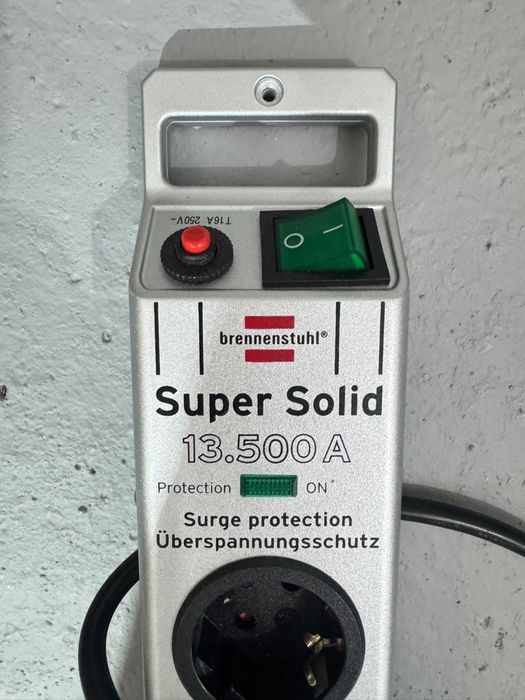 T16A 250V~
O I
brennenstuhl®
Super Solid
13.500 A
Protection ON*
Surge protection
Überspannungsschutz